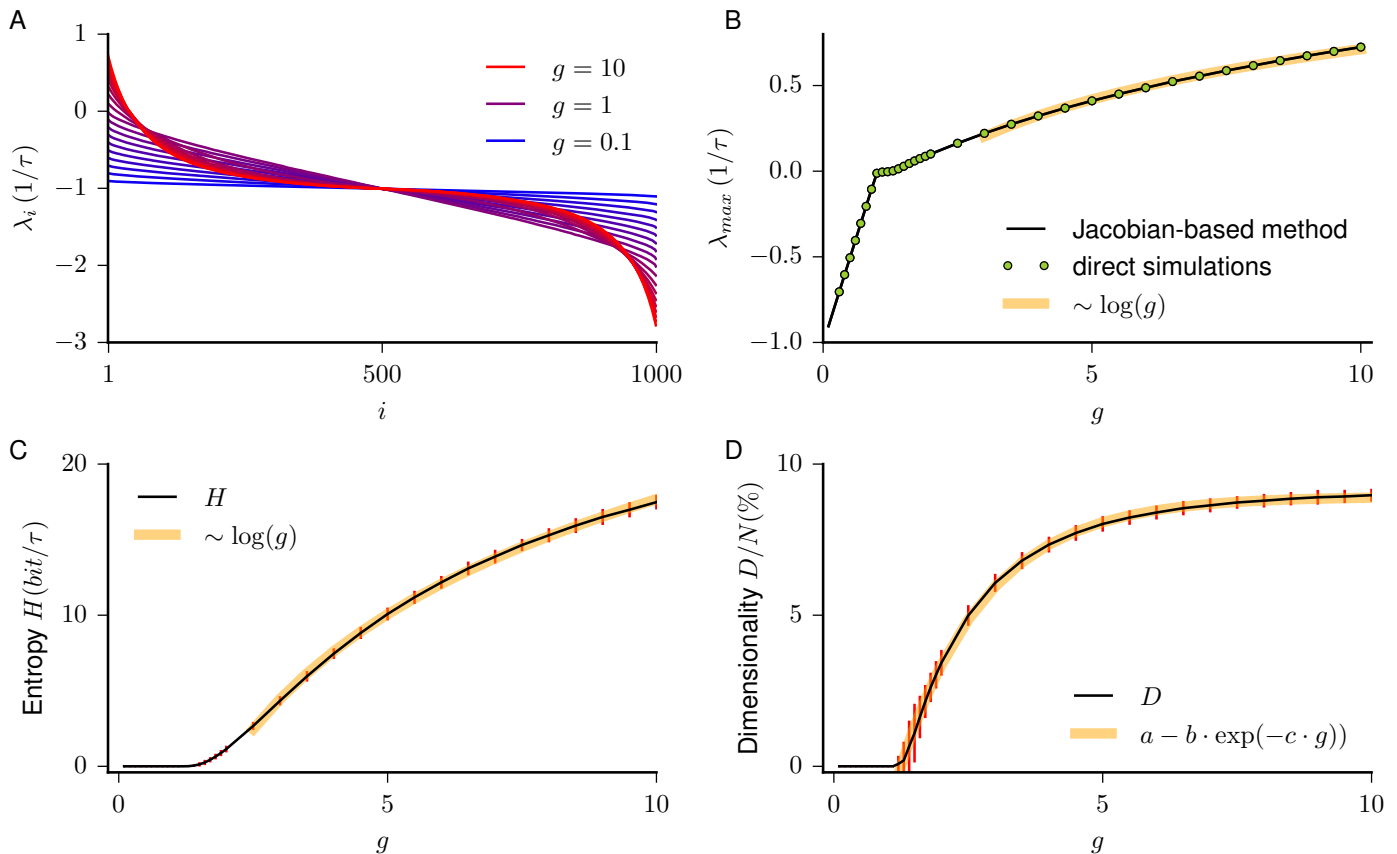 A
1
0
−1
−2
−3
λ_i (1/τ)
g = 10
g = 1
g = 0.1
1
500
1000
i
B
0.5
0.0
−0.5
−1.0
λ_max (1/τ)
Jacobian-based method
direct simulations
∼ log(g)
0
5
10
g
C
20
10
0
Entropy H(bit/τ)
H
∼ log(g)
0
5
10
g
D
10
5
0
Dimensionality D/N(%)
D
a − b · exp(−c · g))
0
5
10
g